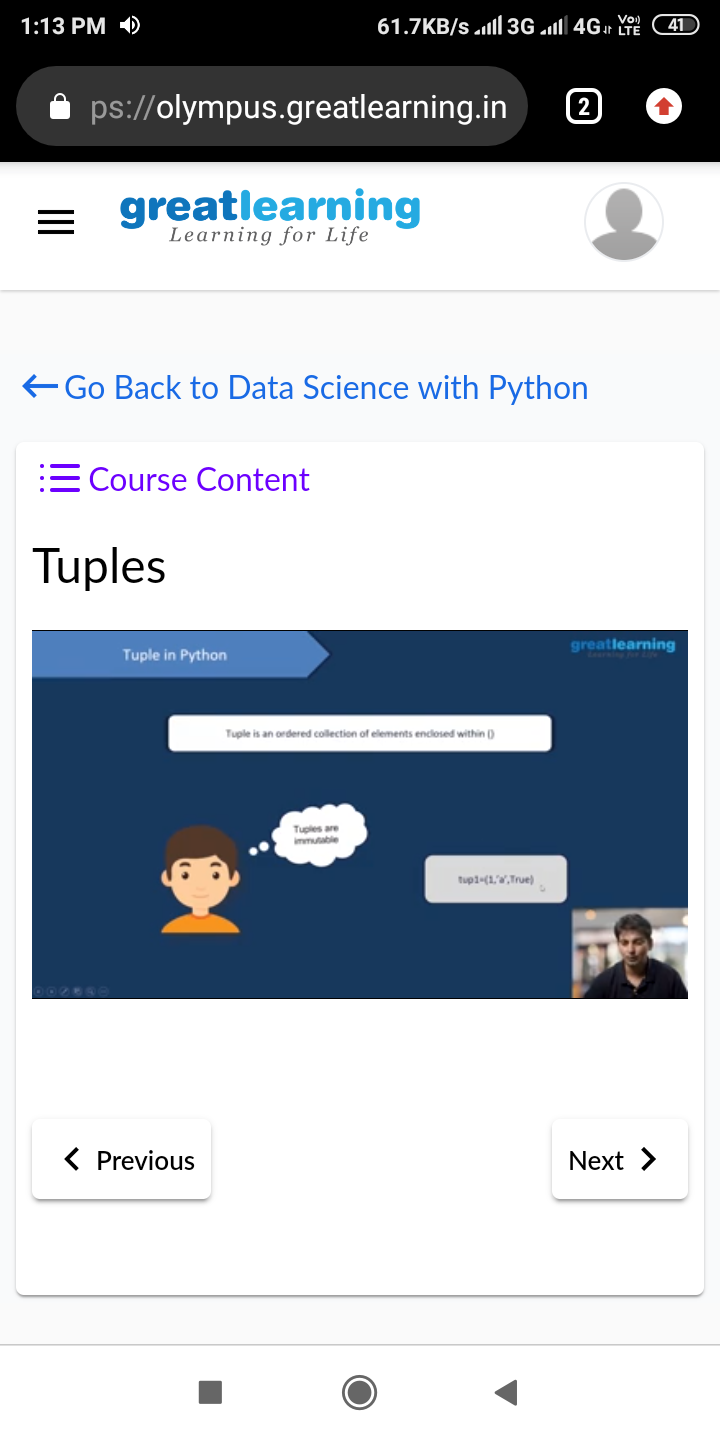 1:13 PM 61.7KB/s 3G 4G Vo) LTE 41
ps://olympus.greatlearning.in 2
greatlearning
Learning for Life
Go Back to Data Science with Python
Course Content
Tuples
Tuple in Python
greatlearning
Learning for Life
Tuple is an ordered collection of elements enclosed within ()
Tuples are
immutable
tup1=(1,'a',True)
Previous Next